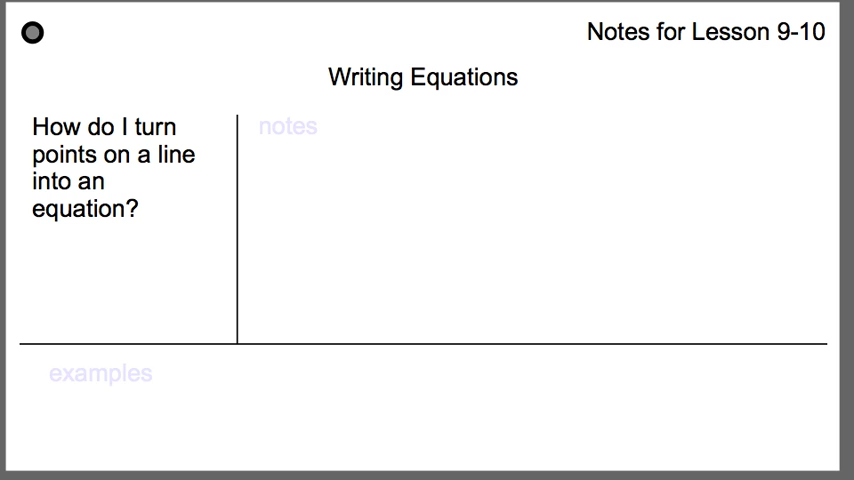 Notes for Lesson 9-10
Writing Equations
How do I turn
points on a line
into an
equation?
notes
examples